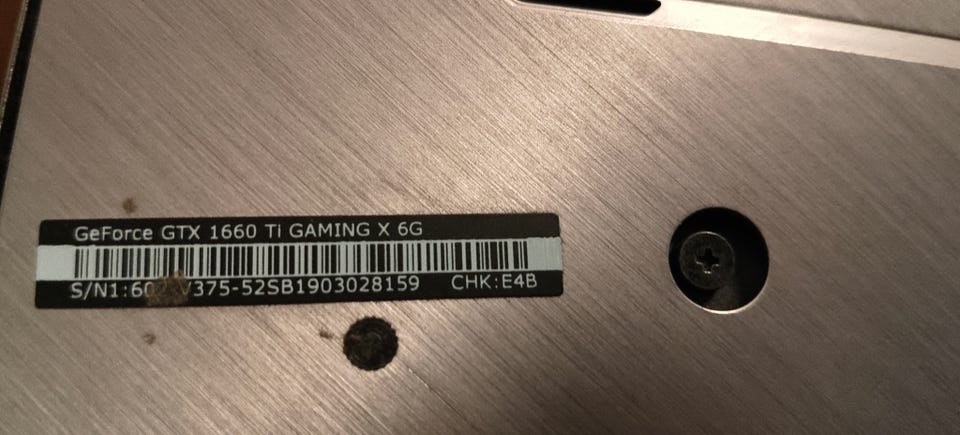 GeForce GTX 1660 Ti GAMING X 6G
CHK:E4B